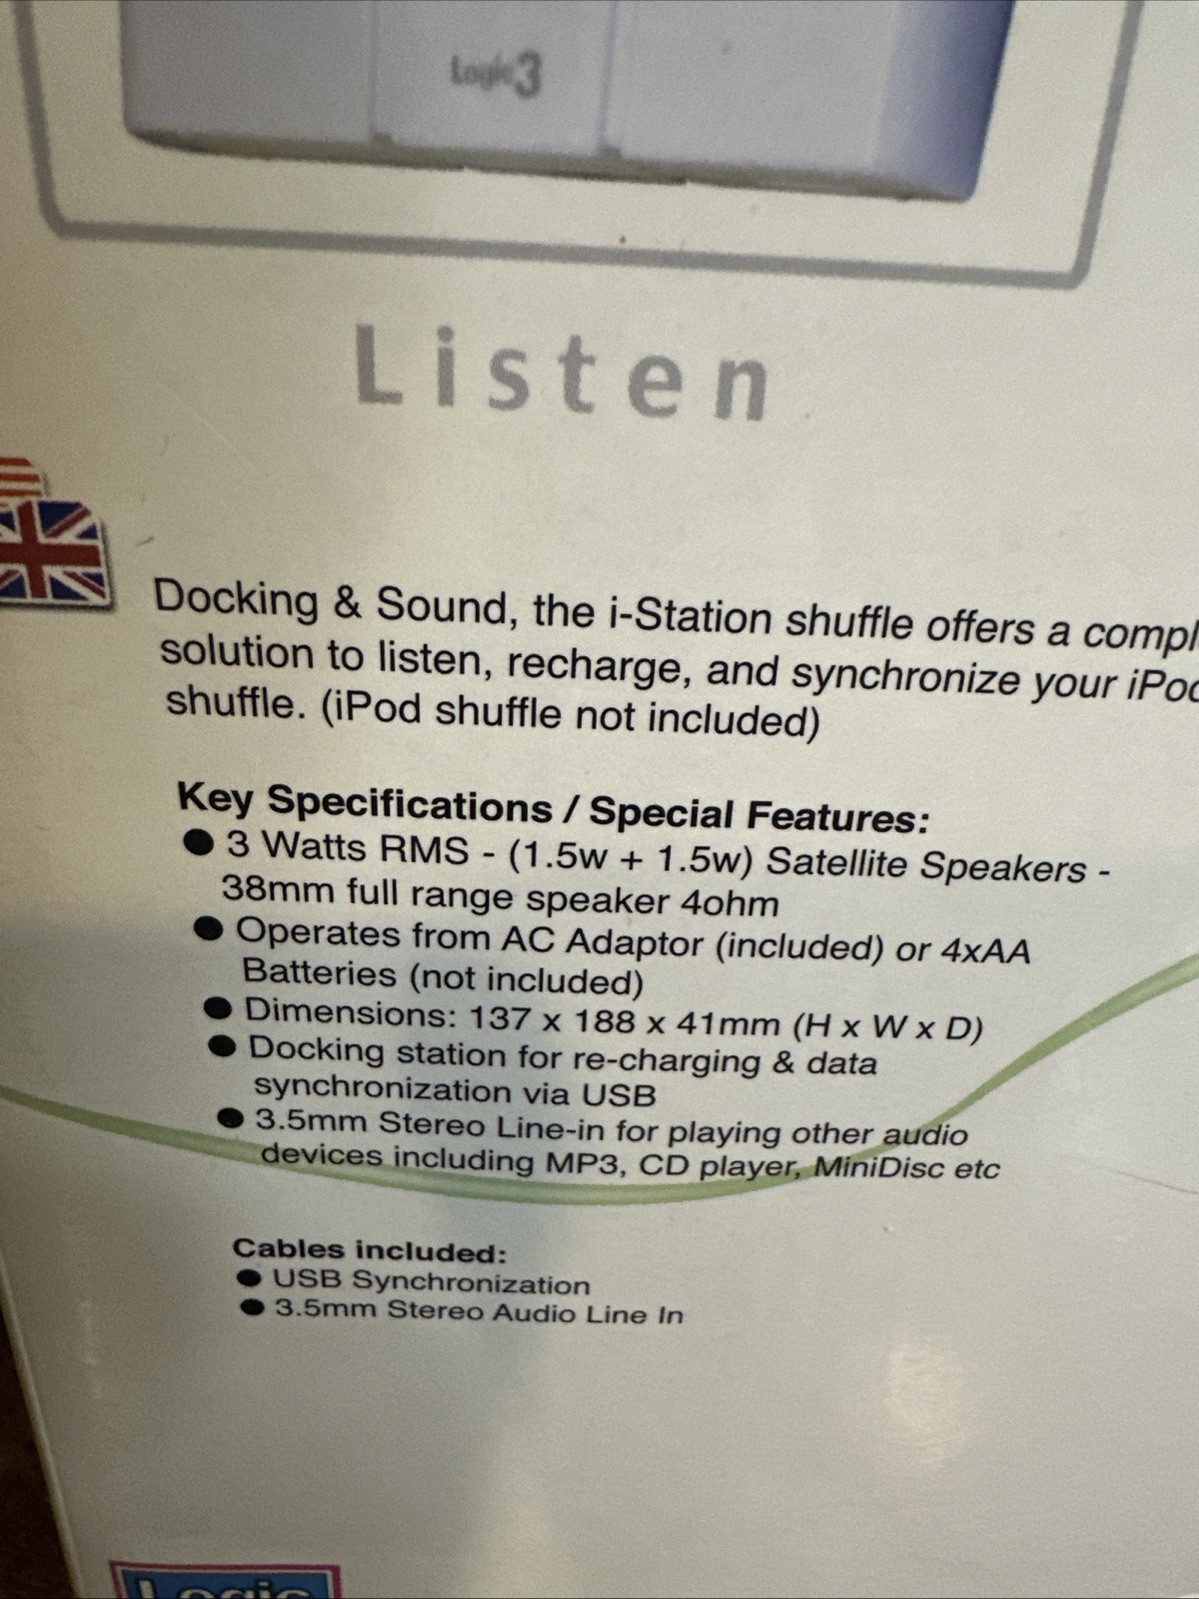 Logic3
Listen
Docking & Sound, the i-Station shuffle offers a compl
solution to listen, recharge, and synchronize your iPod
shuffle. (iPod shuffle not included)
Key Specifications / Special Features:
● 3 Watts RMS - (1.5w + 1.5w) Satellite Speakers -
38mm full range speaker 4ohm
● Operates from AC Adaptor (included) or 4xAA
Batteries (not included)
● Dimensions: 137 x 188 x 41mm (H x W x D)
● Docking station for re-charging & data
synchronization via USB
● 3.5mm Stereo Line-in for playing other audio
devices including MP3, CD player, MiniDisc etc
Cables included:
● USB Synchronization
● 3.5mm Stereo Audio Line In
Logic